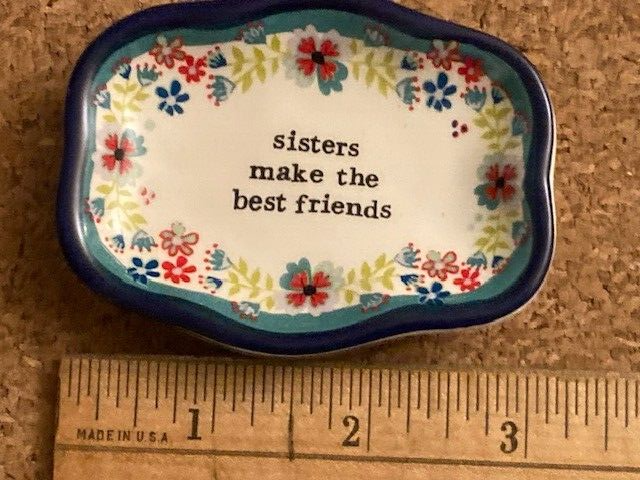 sisters
make the
best friends
MADE IN U.S.A
1 2 3